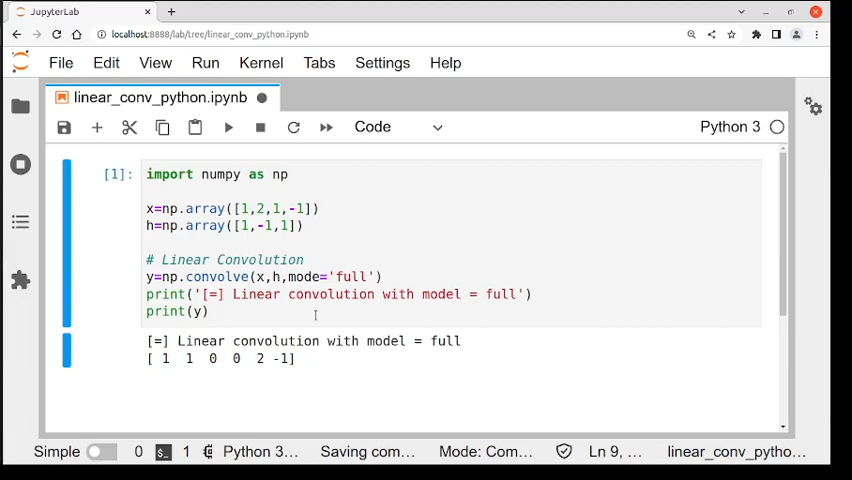 JupyterLab
localhost:8888/lab/tree/linear_conv_python.ipynb
File Edit View Run Kernel Tabs Settings Help
linear_conv_python.ipynb
Code
Python 3
[1]:
import numpy as np
x=np.array([1,2,1,-1])
h=np.array([1,-1,1])
# Linear Convolution
y=np.convolve(x,h,mode='full')
print('[=] Linear convolution with model = full')
print(y)
[=] Linear convolution with model = full
[ 1 1 0 0 2 -1]
Simple 0 1 Python 3... Saving com... Mode: Com... Ln 9, ... linear_conv_pytho...